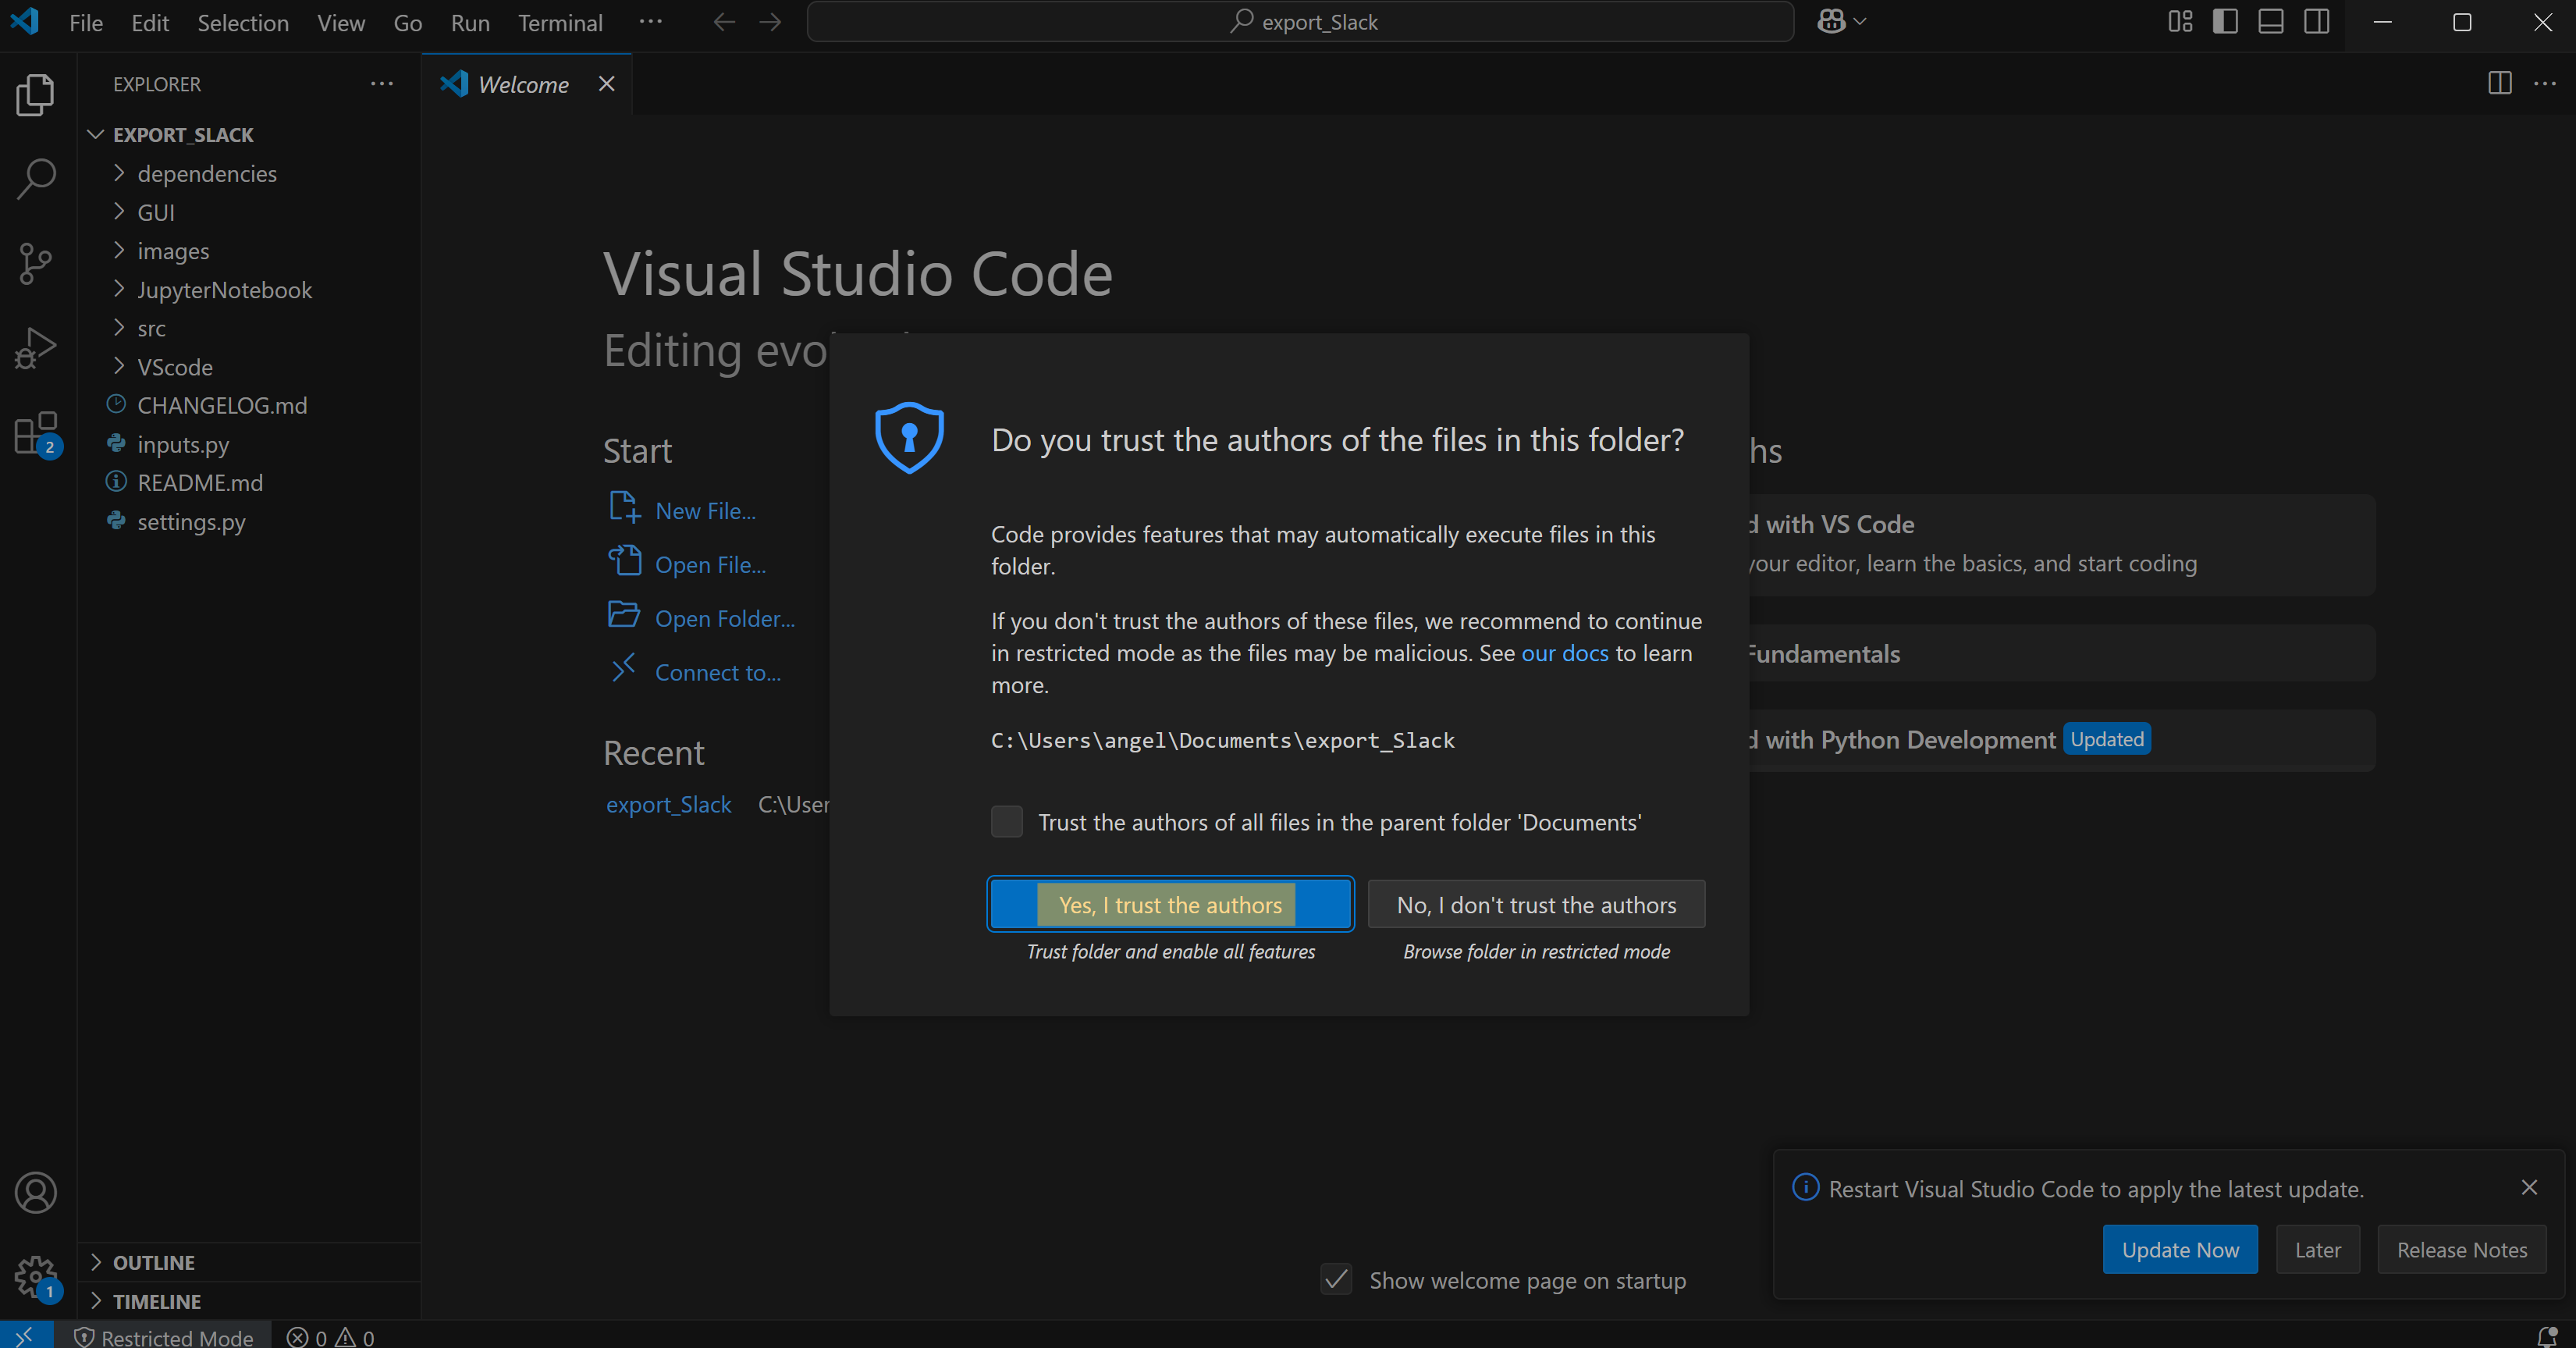 File Edit Selection View Go Run Terminal ...
export_Slack
EXPLORER ...
Welcome
EXPORT_SLACK
dependencies
GUI
images
JupyterNotebook
src
VScode
CHANGELOG.md
inputs.py
README.md
settings.py
2
Visual Studio Code
Editing evo
Start
New File...
Open File...
Open Folder...
Connect to...
Recent
export_Slack C:\User
Do you trust the authors of the files in this folder?
Code provides features that may automatically execute files in this
folder.
If you don't trust the authors of these files, we recommend to continue
in restricted mode as the files may be malicious. See our docs to learn
more.
C:\Users\angel\Documents\export_Slack
Trust the authors of all files in the parent folder 'Documents'
Yes, I trust the authors
No, I don't trust the authors
Trust folder and enable all features
Browse folder in restricted mode
hs
d with VS Code
your editor, learn the basics, and start coding
Fundamentals
d with Python Development Updated
Restart Visual Studio Code to apply the latest update.
Update Now Later Release Notes
Show welcome page on startup
OUTLINE
1
TIMELINE
Restricted Mode 0 0